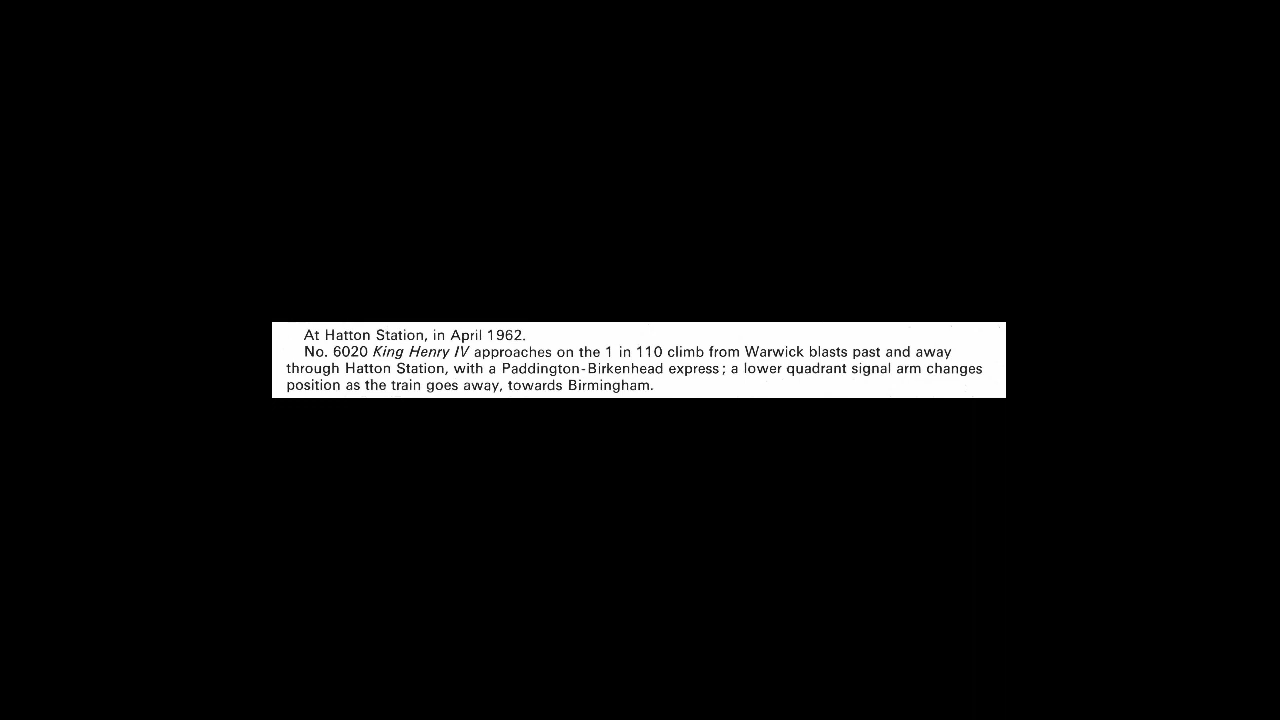 At Hatton Station, in April 1962.
No. 6020 King Henry IV approaches on the 1 in 110 climb from Warwick blasts past and away
through Hatton Station, with a Paddington-Birkenhead express; a lower quadrant signal arm changes
position as the train goes away, towards Birmingham.